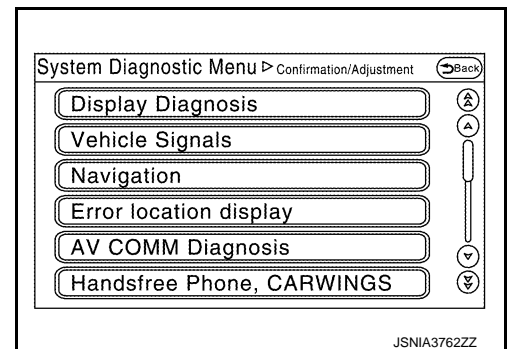 System Diagnostic Menu ▷ Confirmation/Adjustment Back
Display Diagnosis
Vehicle Signals
Navigation
Error location display
AV COMM Diagnosis
Handsfree Phone, CARWINGS
JSNIA3762ZZ